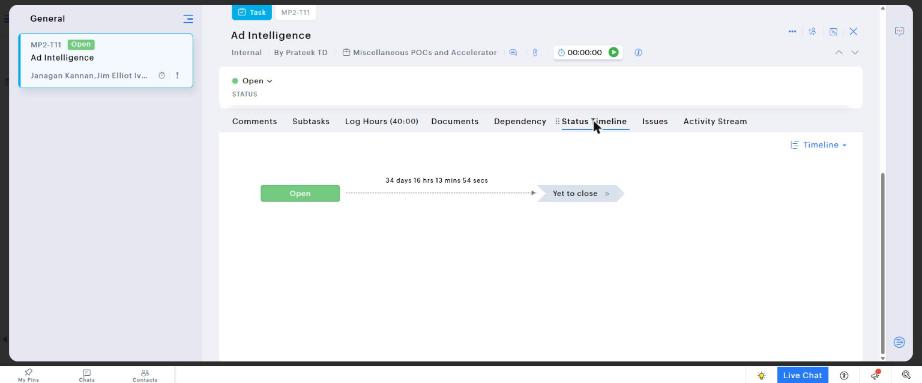 General
MP2-T11 Open
Ad Intelligence
Janagan Kannan,Jim Elliot Iv...
Task MP2-T11
Ad Intelligence
Internal By Prateek TD Miscellaneous POCs and Accelerator 00:00:00
Open
STATUS
Comments Subtasks Log Hours (40:00) Documents Dependency Status Timeline Issues Activity Stream
Timeline
34 days 16 hrs 13 mins 54 secs
Open Yet to close »
My Pins Chats Contacts Live Chat